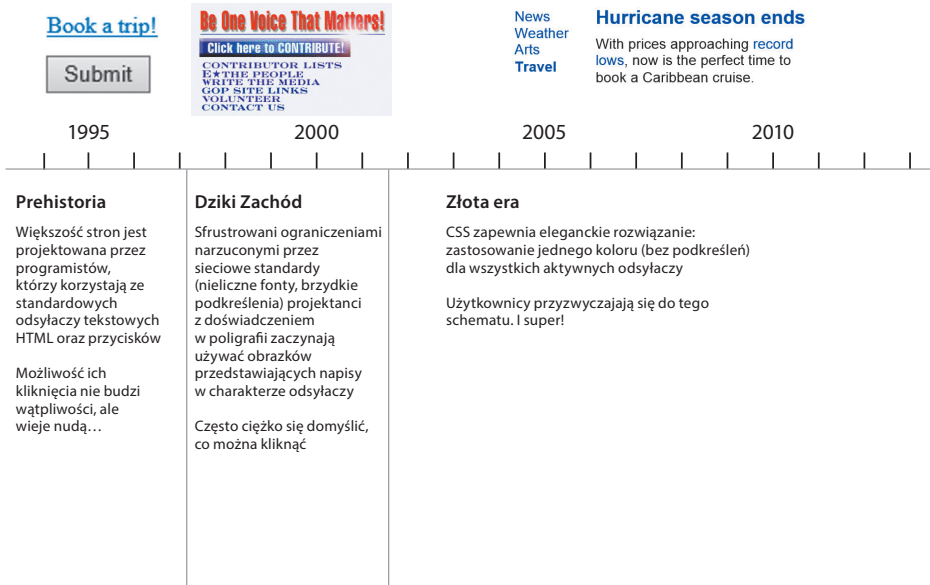 Book a trip!
Submit
Be One Voice That Matters!
Click here to CONTRIBUTE!
CONTRIBUTOR LISTS
E★THE PEOPLE
WRITE THE MEDIA
GOP SITE LINKS
VOLUNTEER
CONTACT US
News
Weather
Arts
Travel
Hurricane season ends
With prices approaching record
lows, now is the perfect time to
book a Caribbean cruise.
1995
2000
2005
2010
Prehistoria
Większość stron jest
projektowana przez
programistów,
którzy korzystają ze
standardowych
odsyłaczy tekstowych
HTML oraz przycisków
Możliwość ich
kliknięcia nie budzi
wątpliwości, ale
wieje nudą…
Dziki Zachód
Sfrustrowani ograniczeniami
narzuconymi przez
sieciowe standardy
(nieliczne fonty, brzydkie
podkreślenia) projektanci
z doświadczeniem
w poligrafii zaczynają
używać obrazków
przedstawiających napisy
w charakterze odsyłaczy
Często ciężko się domyślić,
co można kliknąć
Złota era
CSS zapewnia eleganckie rozwiązanie:
zastosowanie jednego koloru (bez podkreśleń)
dla wszystkich aktywnych odsyłaczy
Użytkownicy przyzwyczajają się do tego
schematu. I super!